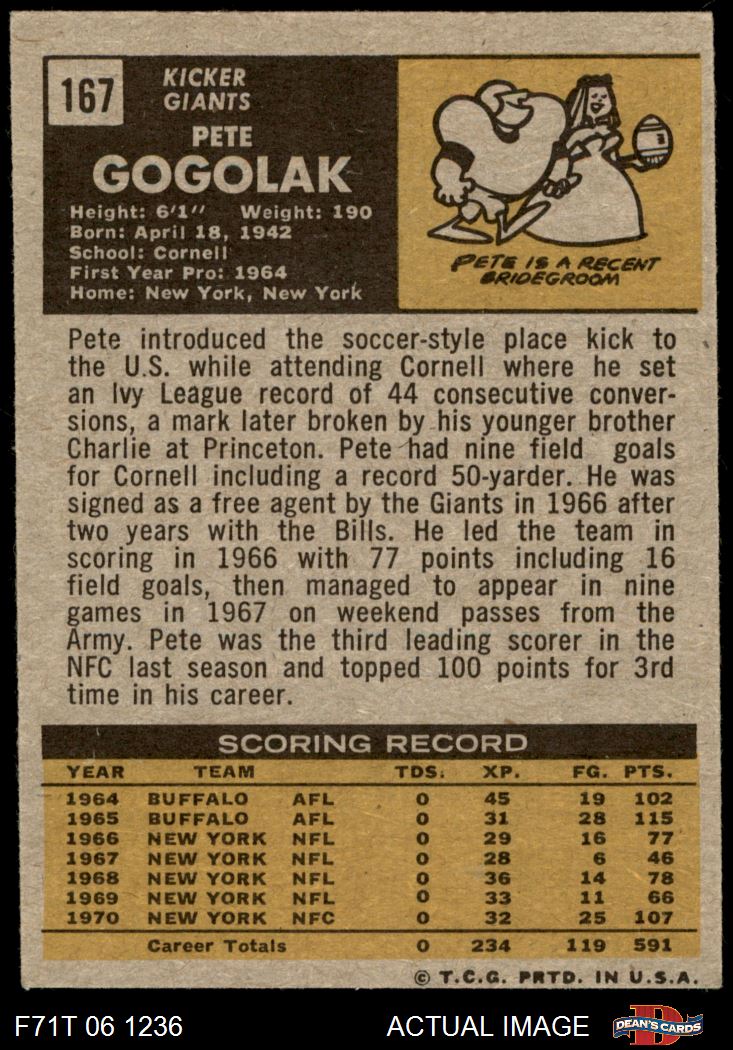 167
KICKER
GIANTS
PETE
GOGOLAK
Height: 6'1" Weight: 190
Born: April 18, 1942
School: Cornell
First Year Pro: 1964
Home: New York, New York
PETE IS A RECENT
BRIDEGROOM
Pete introduced the soccer-style place kick to
the U.S. while attending Cornell where he set
an Ivy League record of 44 consecutive conver-
sions, a mark later broken by his younger brother
Charlie at Princeton. Pete had nine field goals
for Cornell including a record 50-yarder. He was
signed as a free agent by the Giants in 1966 after
two years with the Bills. He led the team in
scoring in 1966 with 77 points including 16
field goals, then managed to appear in nine
games in 1967 on weekend passes from the
Army. Pete was the third leading scorer in the
NFC last season and topped 100 points for 3rd
time in his career.
SCORING RECORD
YEAR TEAM TDS. XP. FG. PTS.
1964 BUFFALO AFL 0 45 19 102
1965 BUFFALO AFL 0 31 28 115
1966 NEW YORK NFL 0 29 16 77
1967 NEW YORK NFL 0 28 6 46
1968 NEW YORK NFL 0 36 14 78
1969 NEW YORK NFL 0 33 11 66
1970 NEW YORK NFC 0 32 25 107
Career Totals 0 234 119 591
© T.C.G. PRTD. IN U.S.A.
F71T 06 1236 ACTUAL IMAGE D DEAN'S CARDS